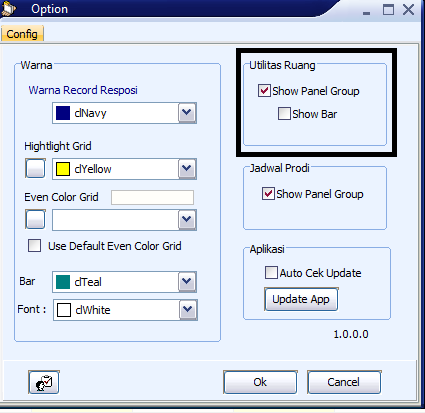 Option
Config
Warna
Warna Record Resposi
clNavy
Hightlight Grid
clYellow
Even Color Grid
Use Default Even Color Grid
Bar
clTeal
Font :
clWhite
Utilitas Ruang
Show Panel Group
Show Bar
Jadwal Prodi
Show Panel Group
Aplikasi
Auto Cek Update
Update App
1.0.0.0
Ok
Cancel